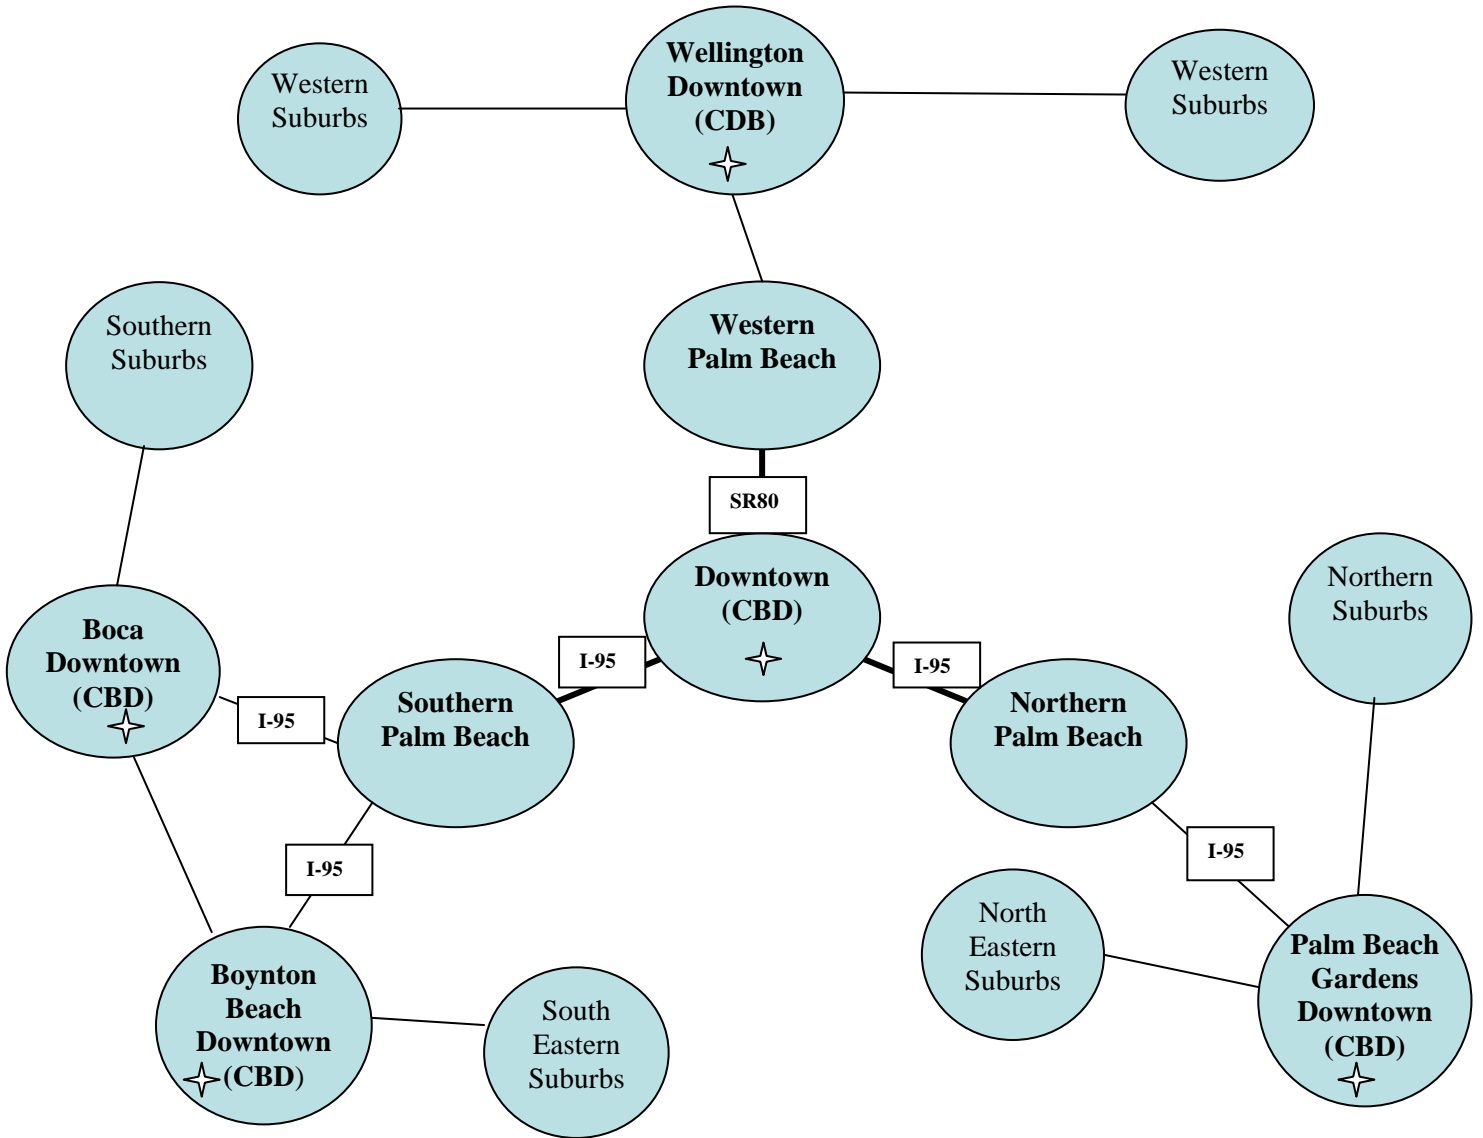 Western
Suburbs
Wellington
Downtown
(CDB)
Western
Suburbs
Southern
Suburbs
Western
Palm Beach
SR80
Downtown
(CBD)
Northern
Suburbs
Boca
Downtown
(CBD)
I-95
I-95
I-95
Southern
Palm Beach
Northern
Palm Beach
I-95
I-95
North
Eastern
Suburbs
Palm Beach
Gardens
Downtown
(CBD)
Boynton
Beach
Downtown
(CBD)
South
Eastern
Suburbs